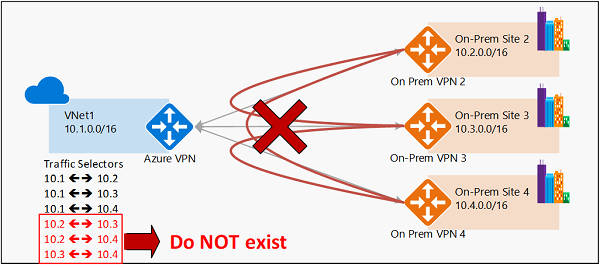 On-Prem Site 2
10.2.0.0/16
On Prem VPN 2
VNet1
10.1.0.0/16
Azure VPN
On-Prem Site 3
10.3.0.0/16
On-Prem VPN 3
Traffic Selectors
10.1 ←→ 10.2
10.1 ←→ 10.3
10.1 ←→ 10.4
10.2 ←→ 10.3
10.2 ←→ 10.4
10.3 ←→ 10.4
Do NOT exist
On-Prem Site 4
10.4.0.0/16
On Prem VPN 4